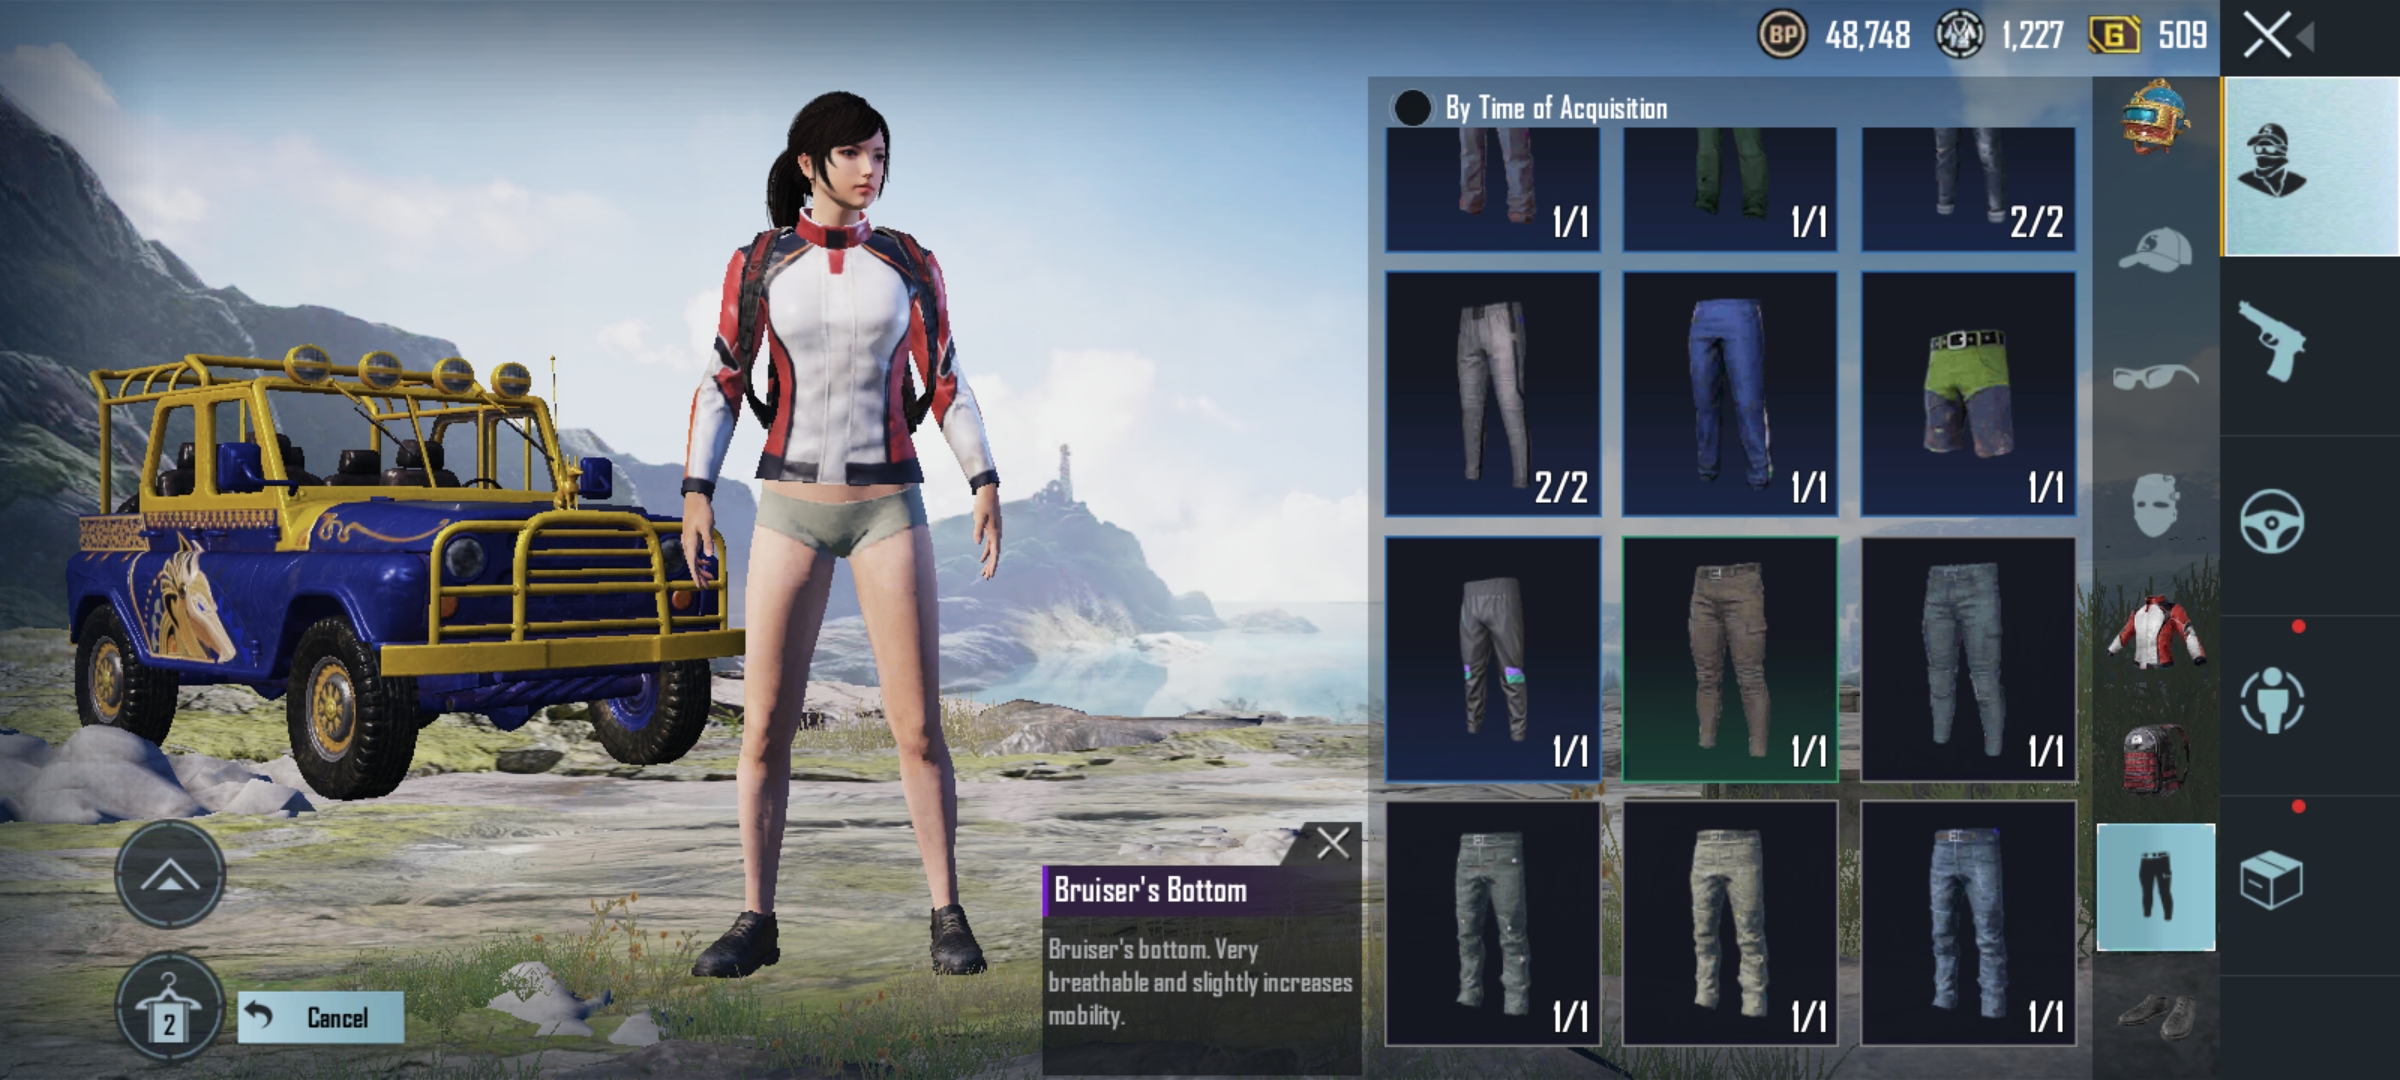 BP 48,748 1,227 G 509
By Time of Acquisition
1/1 1/1 2/2
2/2 1/1 1/1
1/1 1/1 1/1
1/1 1/1 1/1
Bruiser's Bottom
Bruiser's bottom. Very
breathable and slightly increases
mobility.
2
Cancel